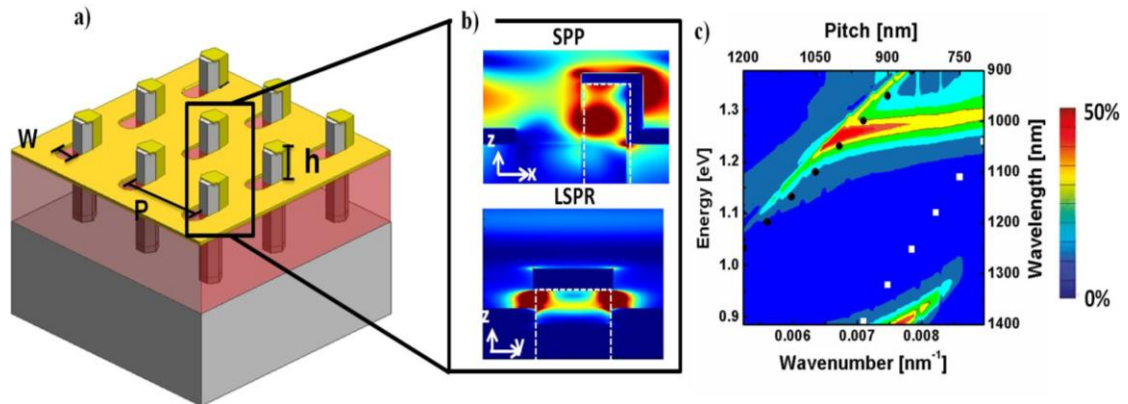 a)
W
P
h
b)
SPP
z
x
LSPR
z
y
c)
Pitch [nm]
1200 1050 900 750
Energy [eV]
1.3
1.2
1.1
1.0
0.9
900
1000
1100
1200
1300
1400
Wavelength [nm]
0.006 0.007 0.008
Wavenumber [nm⁻¹]
50%
0%